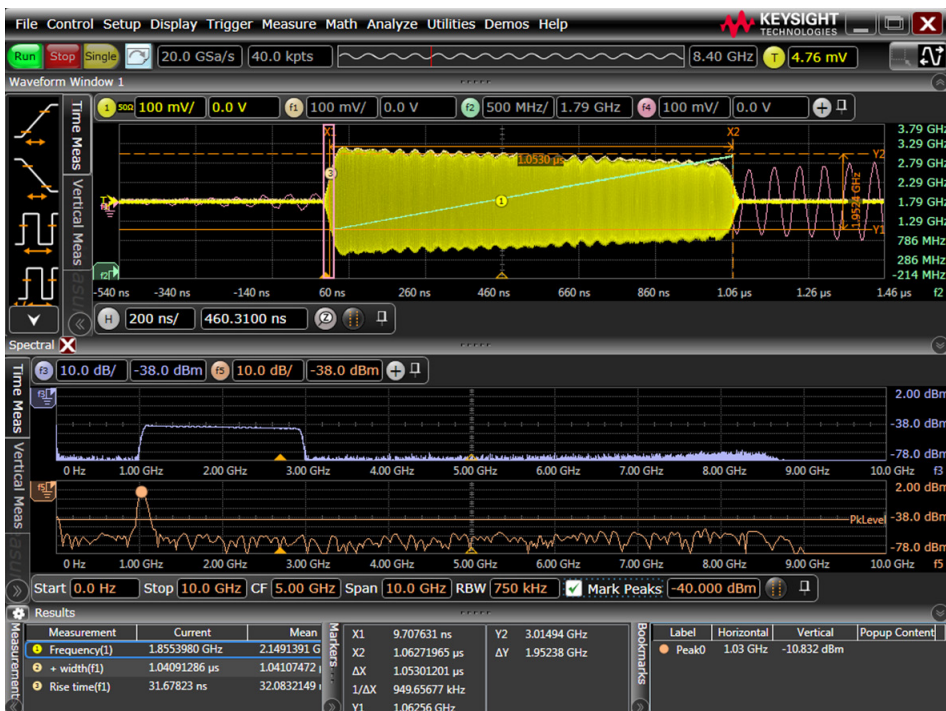 File Control Setup Display Trigger Measure Math Analyze Utilities Demos Help
KEYSIGHT
TECHNOLOGIES
Run Stop Single 20.0 GSa/s 40.0 kpts 8.40 GHz T 4.76 mV
Waveform Window 1
1 50Ω 100 mV/ 0.0 V f1 100 mV/ 0.0 V f2 500 MHz/ 1.79 GHz f4 100 mV/ 0.0 V
Time Meas
Vertical Meas
X1
X2
1.0530 µs
Y2
Y1
1.9524 GHz
3
1
T
f2
3.79 GHz
3.29 GHz
2.79 GHz
2.29 GHz
1.79 GHz
1.29 GHz
786 MHz
286 MHz
-214 MHz
-540 ns -340 ns -140 ns 60 ns 260 ns 460 ns 660 ns 860 ns 1.06 µs 1.26 µs 1.46 µs f2
H 200 ns/ 460.3100 ns
Spectral
Time Meas
Vertical Meas
f3 10.0 dB/ -38.0 dBm f5 10.0 dB/ -38.0 dBm
f3
2.00 dBm
-38.0 dBm
-78.0 dBm
0 Hz 1.00 GHz 2.00 GHz 3.00 GHz 4.00 GHz 5.00 GHz 6.00 GHz 7.00 GHz 8.00 GHz 9.00 GHz 10.0 GHz f3
f5
2.00 dBm
PkLevel -38.0 dBm
-78.0 dBm
0 Hz 1.00 GHz 2.00 GHz 3.00 GHz 4.00 GHz 5.00 GHz 6.00 GHz 7.00 GHz 8.00 GHz 9.00 GHz 10.0 GHz f5
Start 0.0 Hz Stop 10.0 GHz CF 5.00 GHz Span 10.0 GHz RBW 750 kHz Mark Peaks -40.000 dBm
Results
Measurement
Measurement Current Mean
1 Frequency(1) 1.8553980 GHz 2.1491391 G
2 + width(f1) 1.04091286 µs 1.04107472
3 Rise time(f1) 31.67823 ns 32.0832149
Markers
X1 9.707631 ns Y2 3.01494 GHz
X2 1.06271965 µs ΔY 1.95238 GHz
ΔX 1.05301201 µs
1/ΔX 949.65677 kHz
Y1 1.06256 GHz
Bookmarks
Label Horizontal Vertical Popup Content
Peak0 1.03 GHz -10.832 dBm